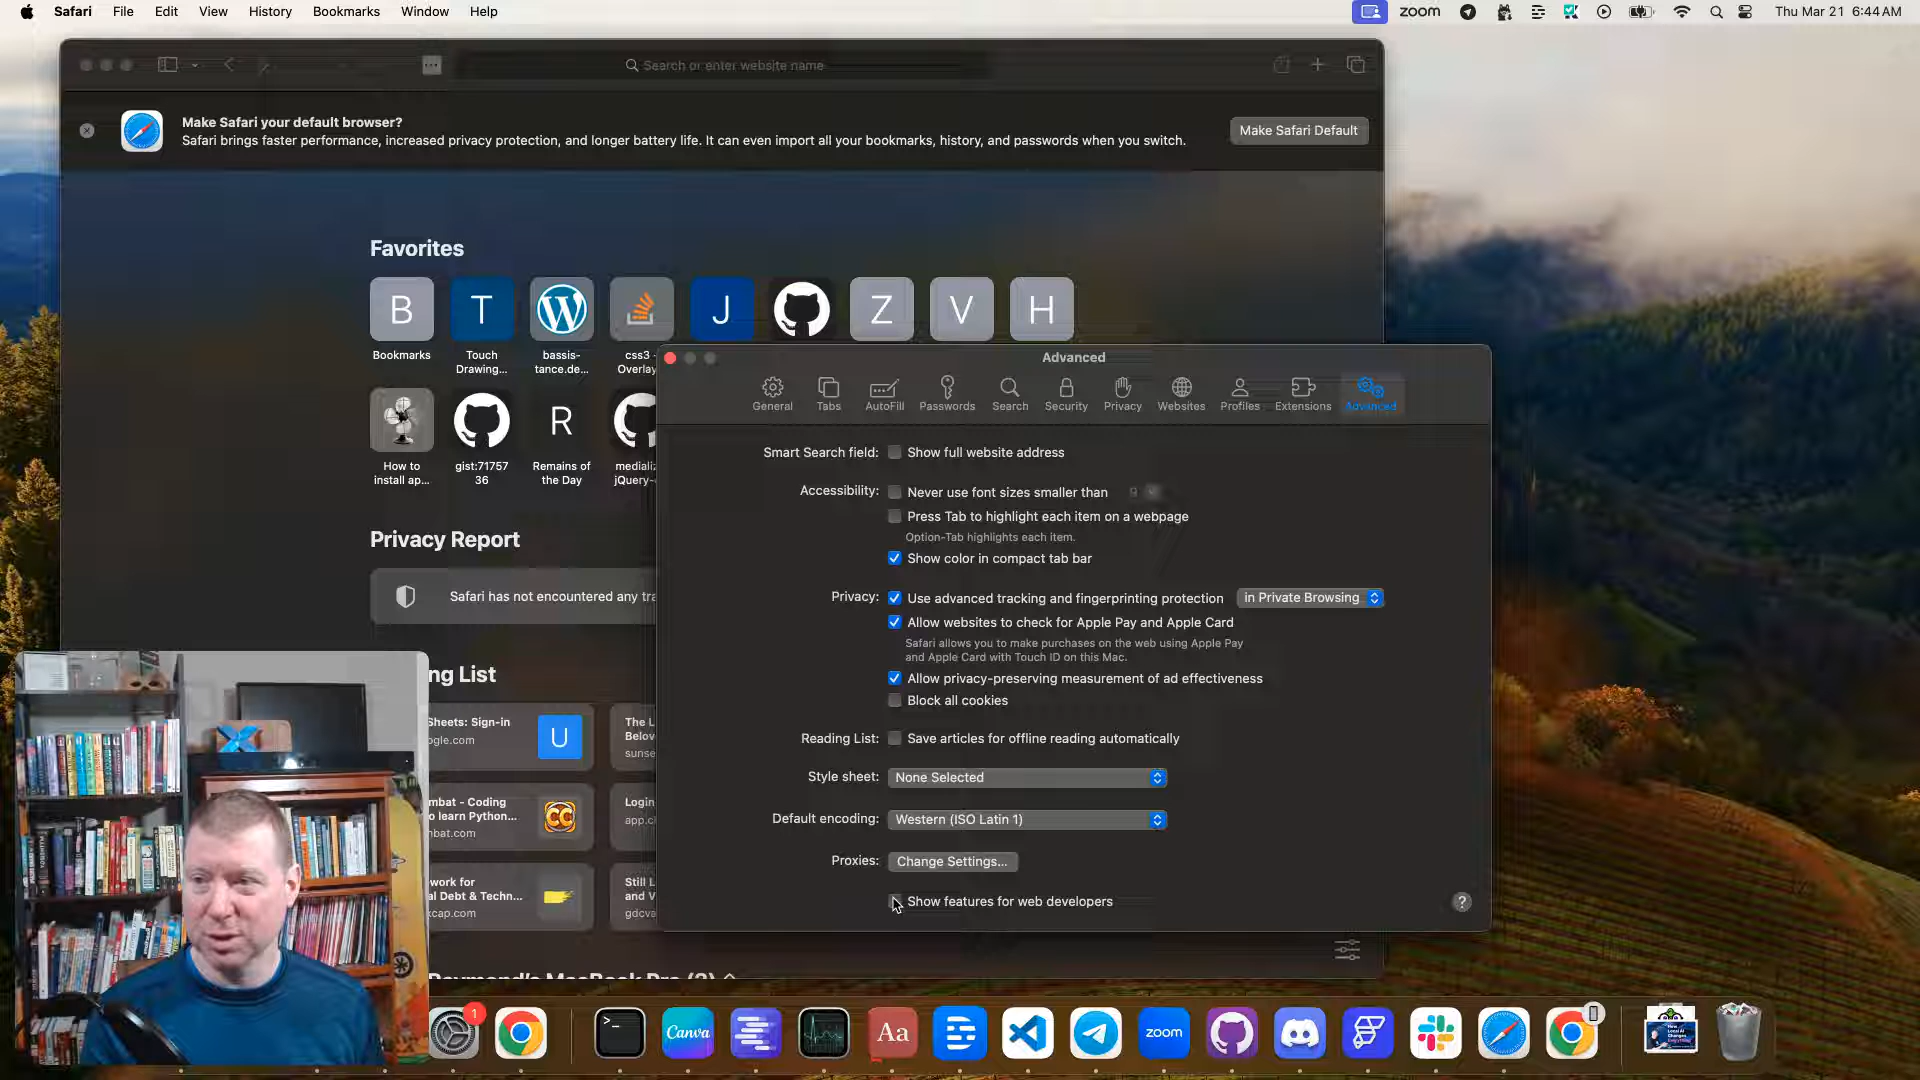 Safari File Edit View History Bookmarks Window Help
zoom Thu Mar 21 6:44 AM
Search or enter website name
Make Safari your default browser?
Safari brings faster performance, increased privacy protection, and longer battery life. It can even import all your bookmarks, history, and passwords when you switch.
Make Safari Default
Favorites
B T J Z V H
Bookmarks
Touch
Drawing...
bassis-
tance.de...
css3 -
Overlay
How to
install ap...
gist:71757
36
R
Remains of
the Day
medializ
jQuery-
Privacy Report
Safari has not encountered any tra
ng List
Sheets: Sign-in
ogle.com
U
The L
Belov
sunse
mbat - Coding
o learn Python...
nbat.com
CC
Login
app.c
work for
al Debt & Techn...
xcap.com
Still L
and V
gdcva
Raymond's MacBook Pro (2)
Advanced
General Tabs AutoFill Passwords Search Security Privacy Websites Profiles Extensions Advanced
Smart Search field: Show full website address
Accessibility: Never use font sizes smaller than 9
Press Tab to highlight each item on a webpage
Option-Tab highlights each item.
Show color in compact tab bar
Privacy: Use advanced tracking and fingerprinting protection in Private Browsing
Allow websites to check for Apple Pay and Apple Card
Safari allows you to make purchases on the web using Apple Pay
and Apple Card with Touch ID on this Mac.
Allow privacy-preserving measurement of ad effectiveness
Block all cookies
Reading List: Save articles for offline reading automatically
Style sheet: None Selected
Default encoding: Western (ISO Latin 1)
Proxies: Change Settings...
Show features for web developers
?
1
Canva
Aa
zoom